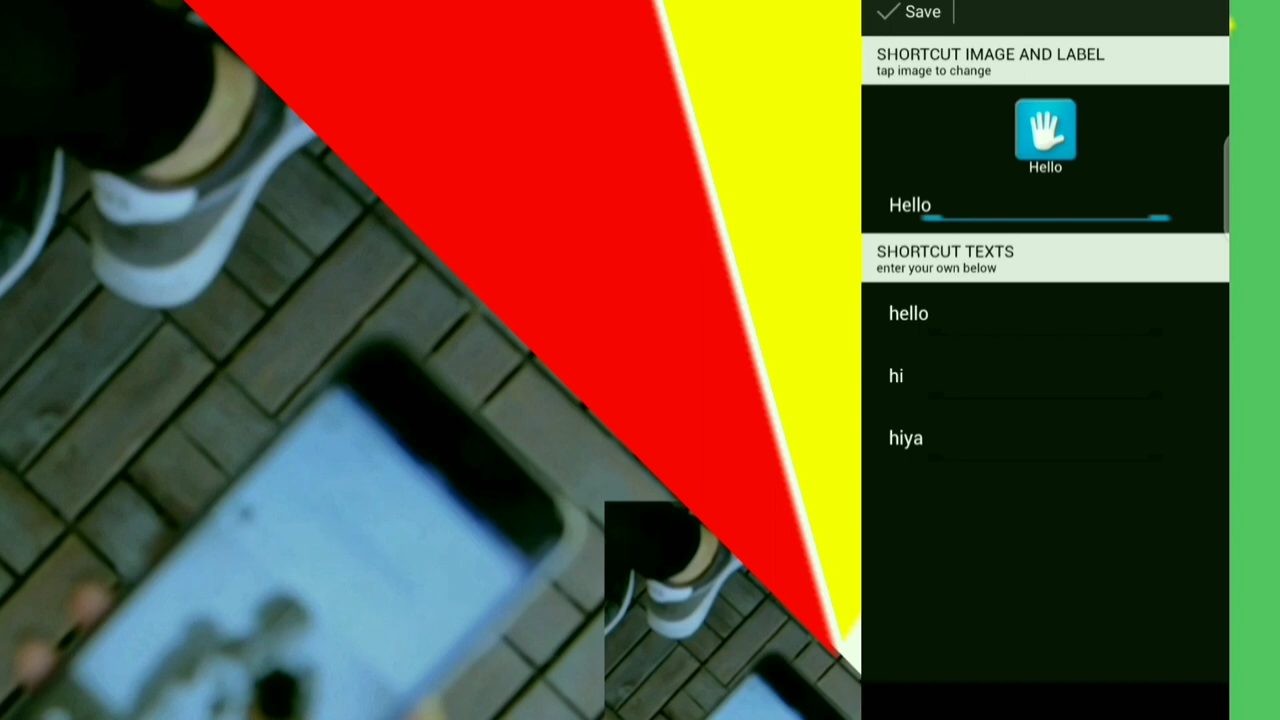 Save
SHORTCUT IMAGE AND LABEL
tap image to change
Hello
Hello
SHORTCUT TEXTS
enter your own below
hello
hi
hiya